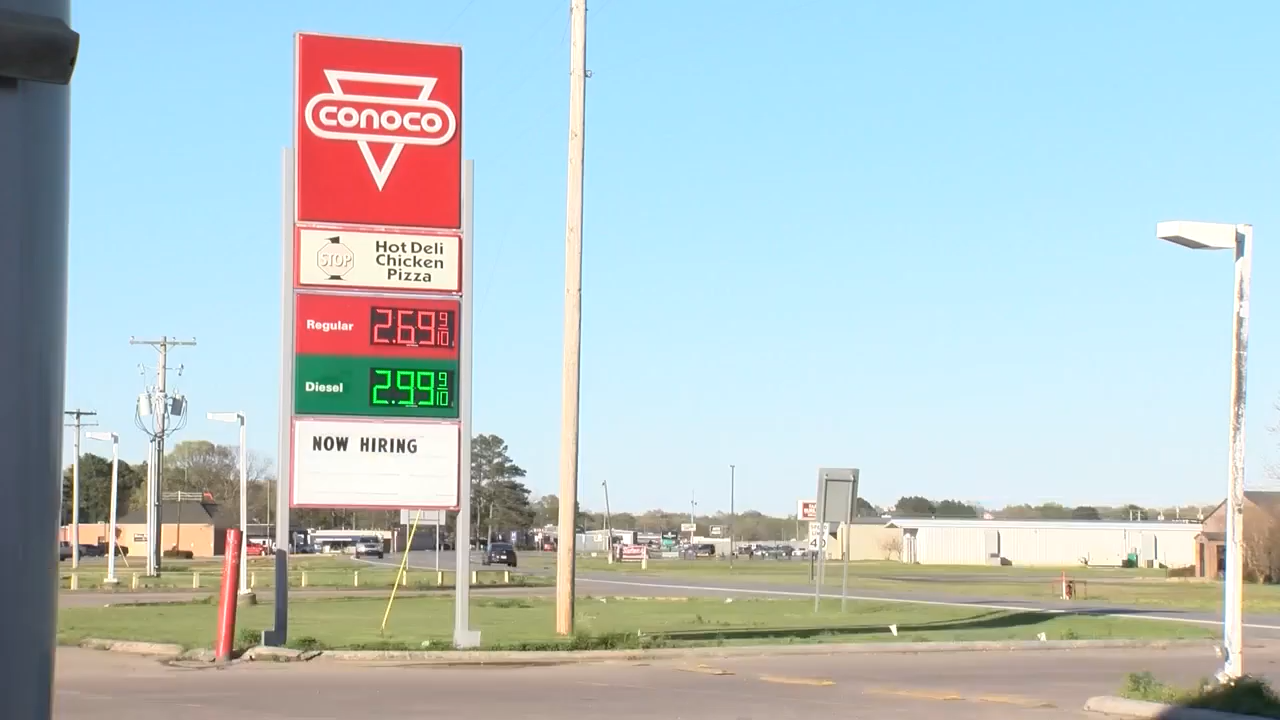 conoco
STOP
Hot Deli
Chicken
Pizza
Regular 2.69 9/10
Diesel 2.99 9/10
NOW HIRING